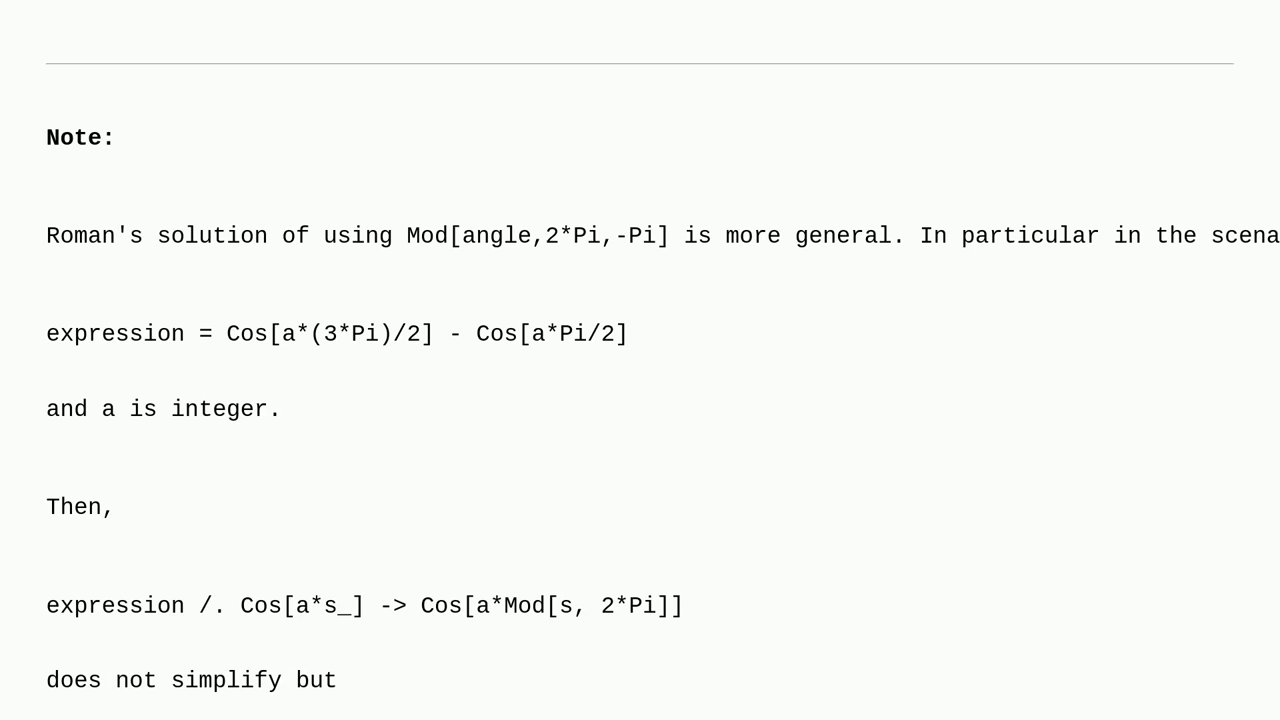 Note:
Roman's solution of using Mod[angle,2*Pi,-Pi] is more general. In particular in the
expression = Cos[a*(3*Pi)/2] - Cos[a*Pi/2]
and a is integer.
Then,
expression /. Cos[a*s_] -> Cos[a*Mod[s, 2*Pi]]
does not simplify but